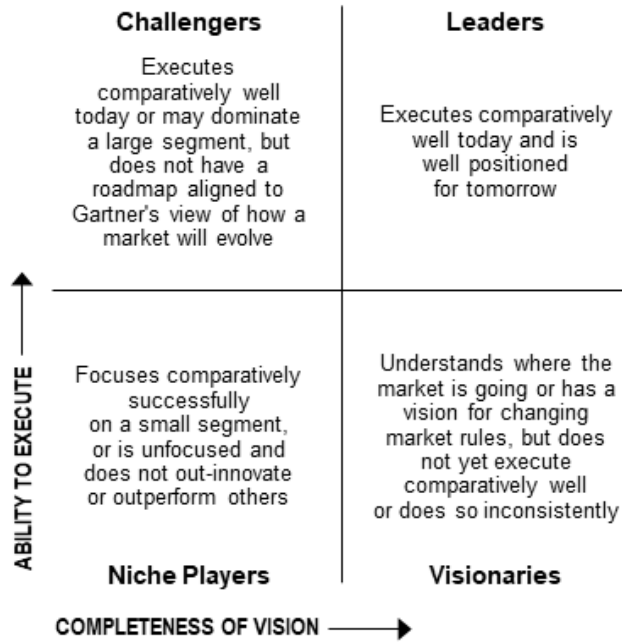 Challengers
Executes
comparatively well
today or may dominate
a large segment, but
does not have a
roadmap aligned to
Gartner's view of how a
market will evolve
Leaders
Executes comparatively
well today and is
well positioned
for tomorrow
Focuses comparatively
successfully
on a small segment,
or is unfocused and
does not out-innovate
or outperform others
Niche Players
Understands where the
market is going or has a
vision for changing
market rules, but does
not yet execute
comparatively well
or does so inconsistently
Visionaries
ABILITY TO EXECUTE
COMPLETENESS OF VISION